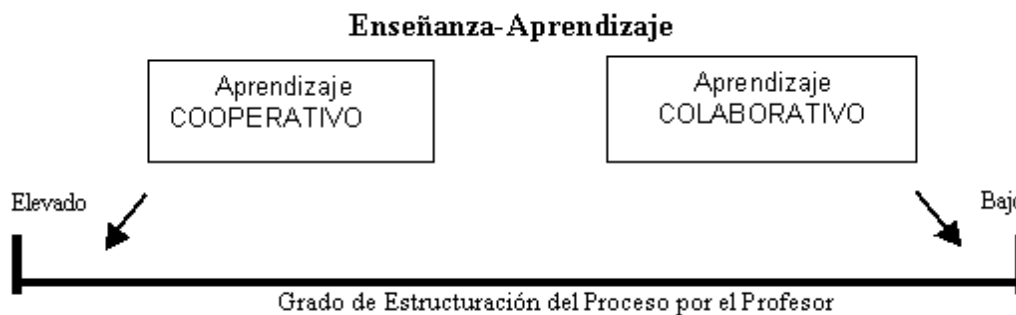 Enseñanza-Aprendizaje
Aprendizaje
COOPERATIVO
Aprendizaje
COLABORATIVO
Elevado
Bajo
Grado de Estructuración del Proceso por el Profesor